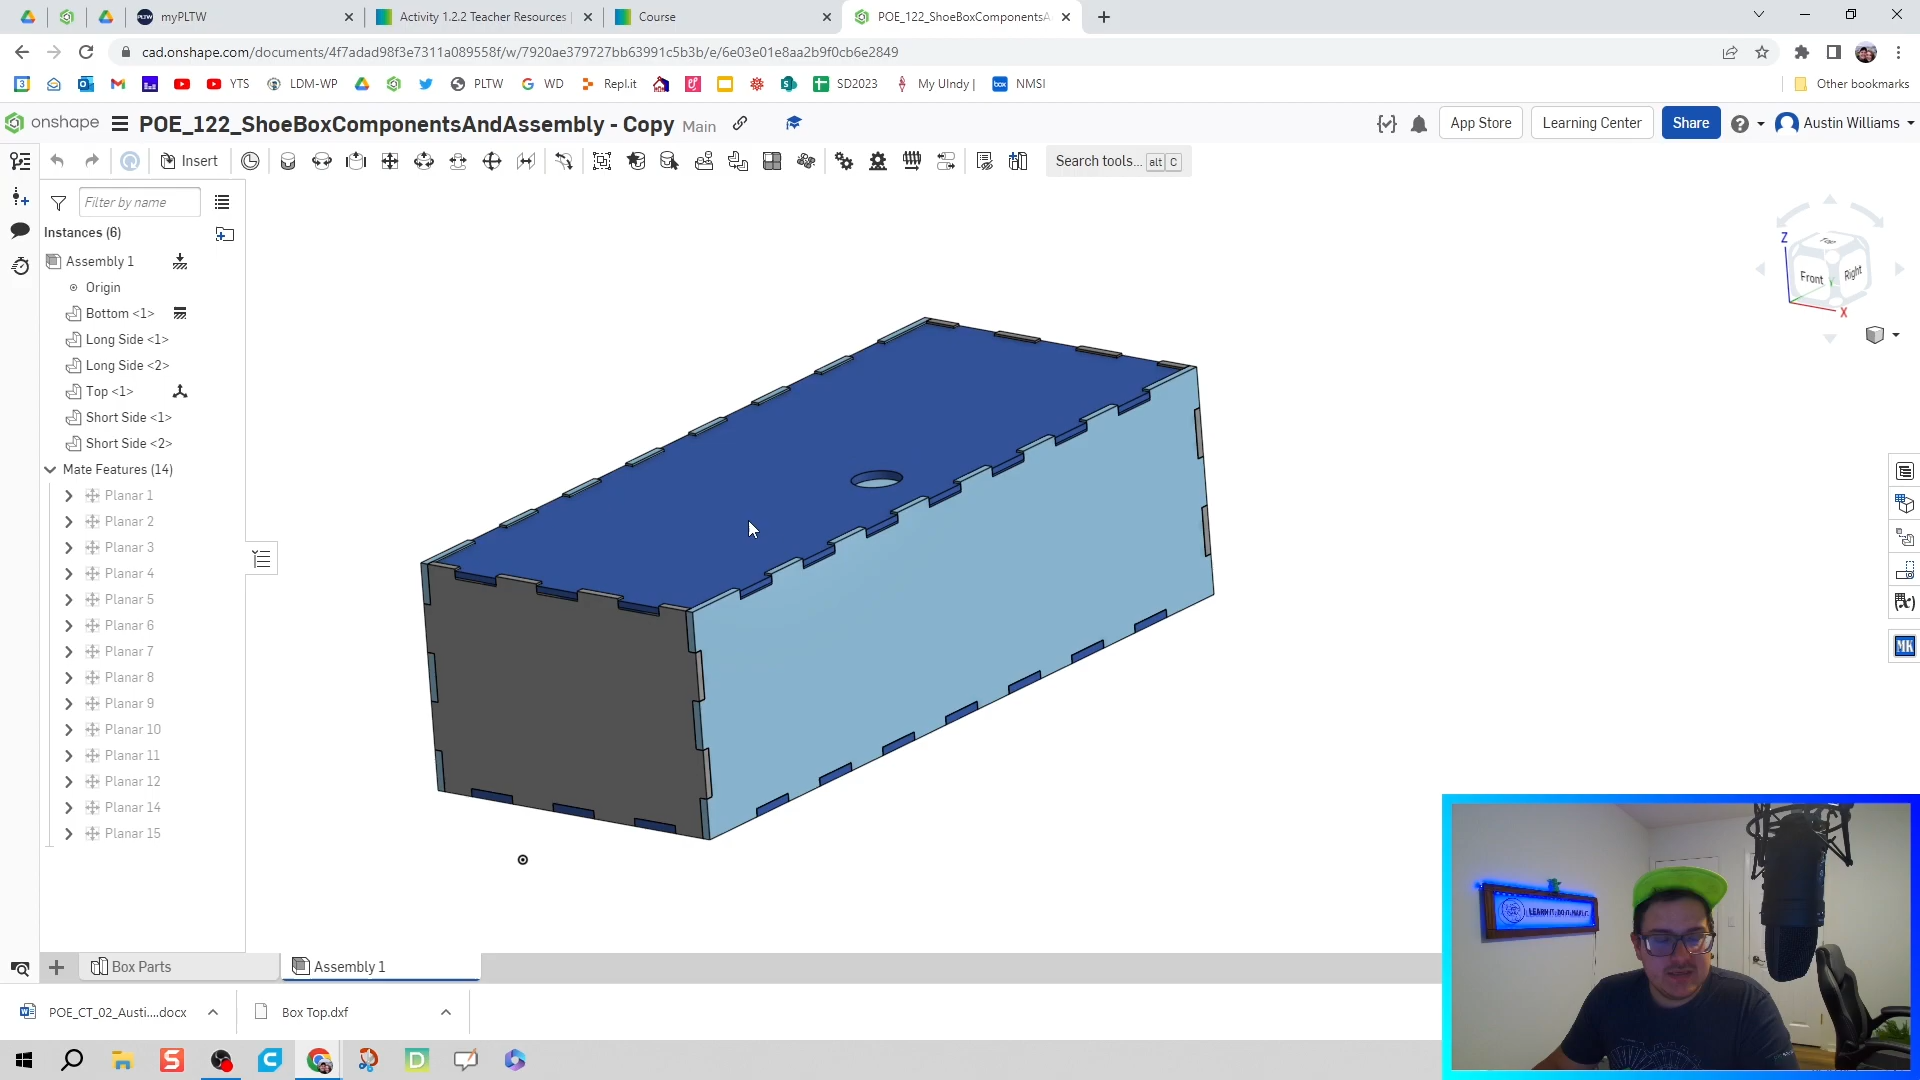 myPLTW
Activity 1.2.2 Teacher Resources
Course
POE_122_ShoeBoxComponentsA
cad.onshape.com/documents/4f7adad98f3e7311a089558f/w/7920ae379727bb63991c5b3b/e/6e03e01e8aa2b9f0cb6e2849
YTS
LDM-WP
PLTW
WD
Repl.it
SD2023
My UIndy |
NMSI
Other bookmarks
onshape
POE_122_ShoeBoxComponentsAndAssembly - Copy Main
App Store
Learning Center
Share
Austin Williams
Insert
Search tools... alt C
Filter by name
Instances (6)
Assembly 1
Origin
Bottom <1>
Long Side <1>
Long Side <2>
Top <1>
Short Side <1>
Short Side <2>
Mate Features (14)
Planar 1
Planar 2
Planar 3
Planar 4
Planar 5
Planar 6
Planar 7
Planar 8
Planar 9
Planar 10
Planar 11
Planar 12
Planar 14
Planar 15
Z
Top
Front
Right
X
MK
Box Parts
Assembly 1
POE_CT_02_Austi....docx
Box Top.dxf